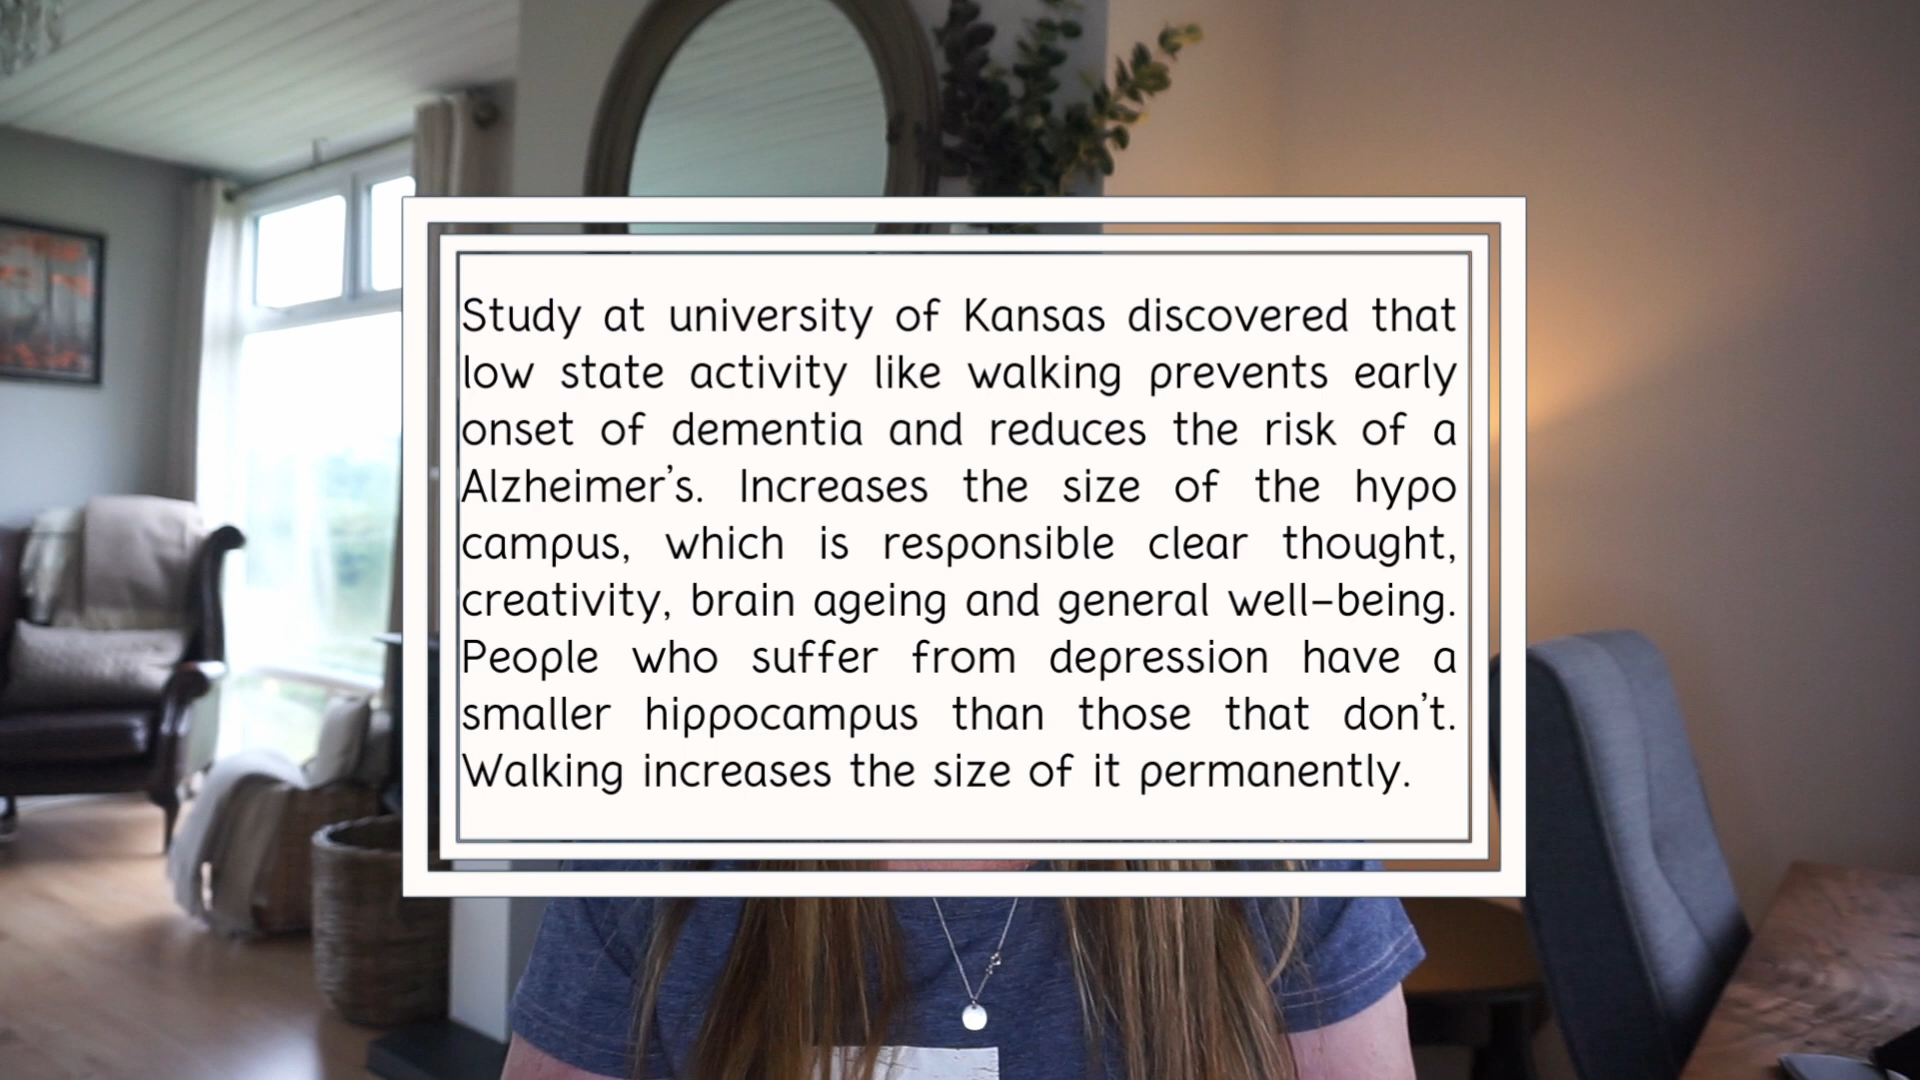 Study at university of Kansas discovered that
low state activity like walking prevents early
onset of dementia and reduces the risk of a
Alzheimer's. Increases the size of the hypo
campus, which is responsible clear thought,
creativity, brain ageing and general well-being.
People who suffer from depression have a
smaller hippocampus than those that don't.
Walking increases the size of it permanently.